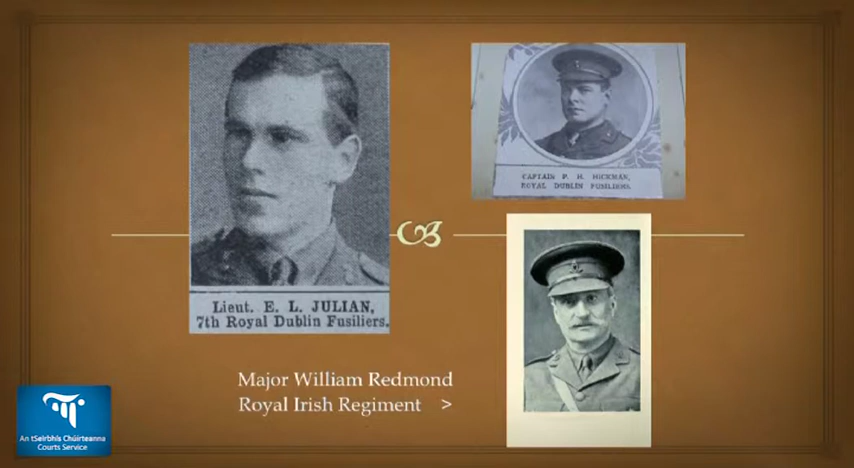 Lieut. E. L. JULIAN,
7th Royal Dublin Fusiliers.
CAPTAIN P. H. HICKMAN,
ROYAL DUBLIN FUSILIERS.
Major William Redmond
Royal Irish Regiment >
An tSeirbhís Chúirteanna
Courts Service